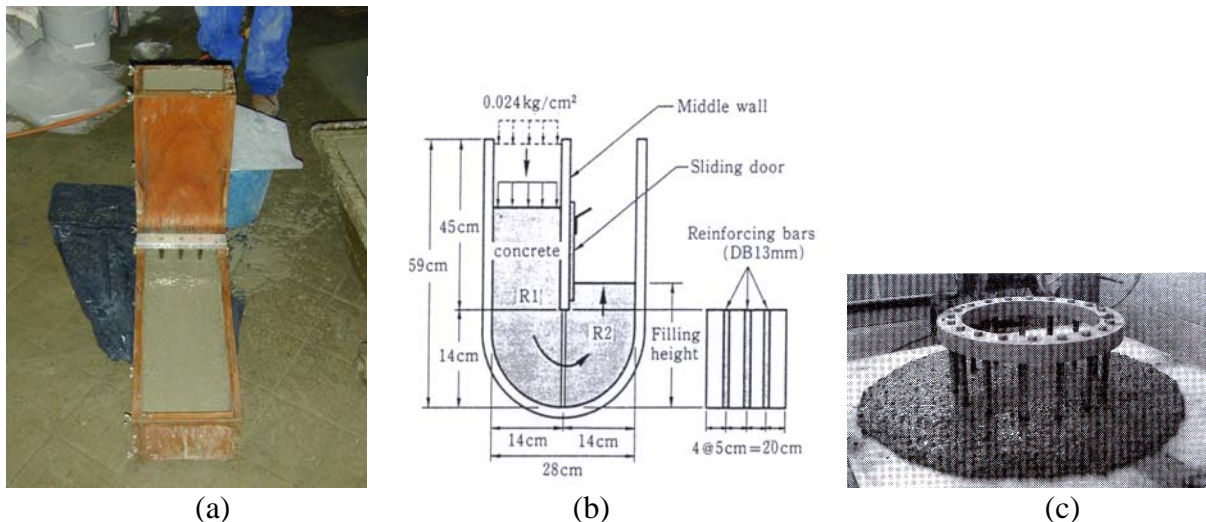 0.024kg/cm²
Middle wall
Sliding door
45cm
concrete
Reinforcing bars
(DB13mm)
59cm
R1
R2
Filling
height
14cm
14cm
14cm
4@5cm=20cm
28cm
(a)
(b)
(c)